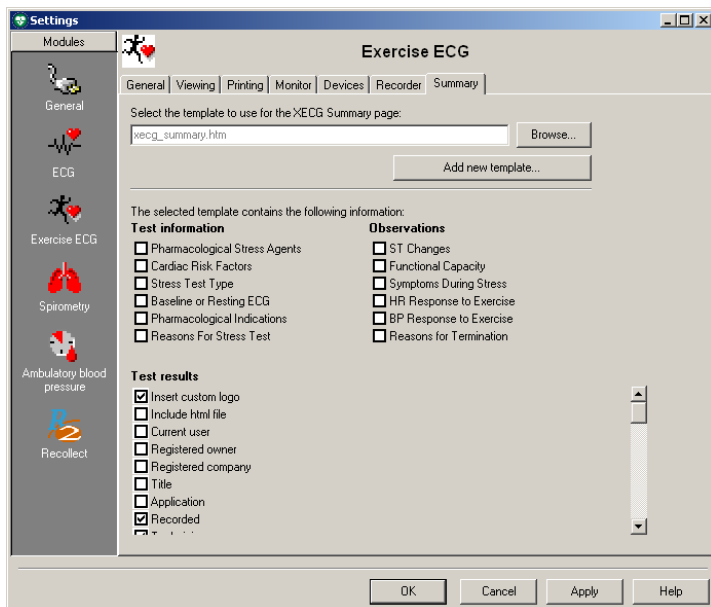 Settings
Modules
General
ECG
Exercise ECG
Spirometry
Ambulatory blood
pressure
Recollect
Exercise ECG
General Viewing Printing Monitor Devices Recorder Summary
Select the template to use for the XECG Summary page:
xecg_summary.htm Browse...
Add new template...
The selected template contains the following information:
Test information Observations
Pharmacological Stress Agents ST Changes
Cardiac Risk Factors Functional Capacity
Stress Test Type Symptoms During Stress
Baseline or Resting ECG HR Response to Exercise
Pharmacological Indications BP Response to Exercise
Reasons For Stress Test Reasons for Termination
Test results
Insert custom logo
Include html file
Current user
Registered owner
Registered company
Title
Application
Recorded
OK Cancel Apply Help